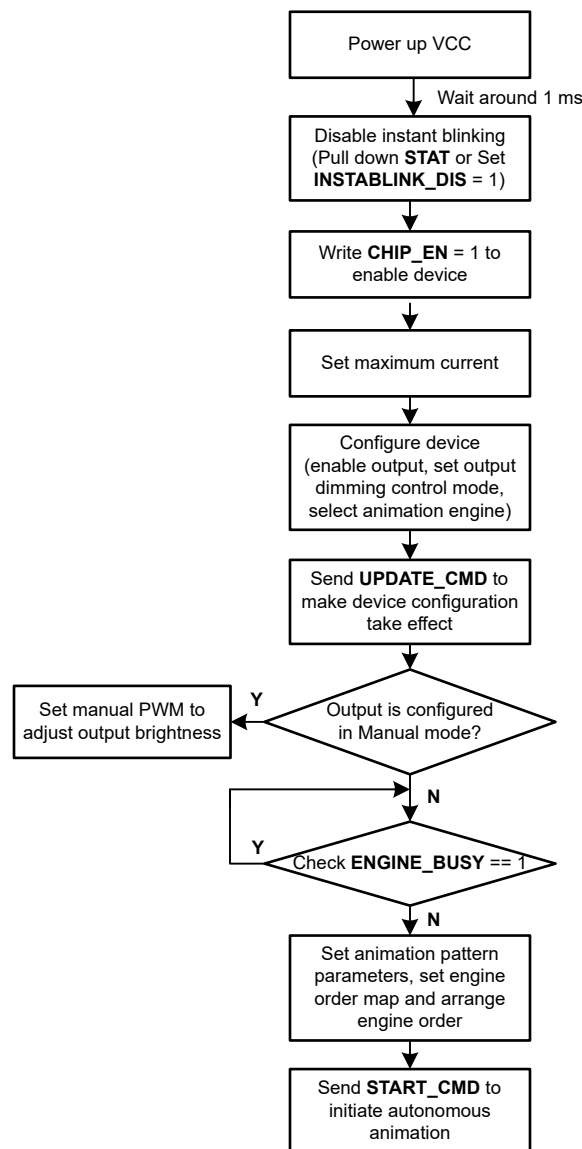 Power up VCC
Wait around 1 ms
Disable instant blinking
(Pull down STAT or Set
INSTABLINK_DIS = 1)
Write CHIP_EN = 1 to
enable device
Set maximum current
Configure device
(enable output, set output
dimming control mode,
select animation engine)
Send UPDATE_CMD to
make device configuration
take effect
Output is configured
in Manual mode?
Y
Set manual PWM to
adjust output brightness
N
Check ENGINE_BUSY == 1
Y
N
Set animation pattern
parameters, set engine
order map and arrange
engine order
Send START_CMD to
initiate autonomous
animation